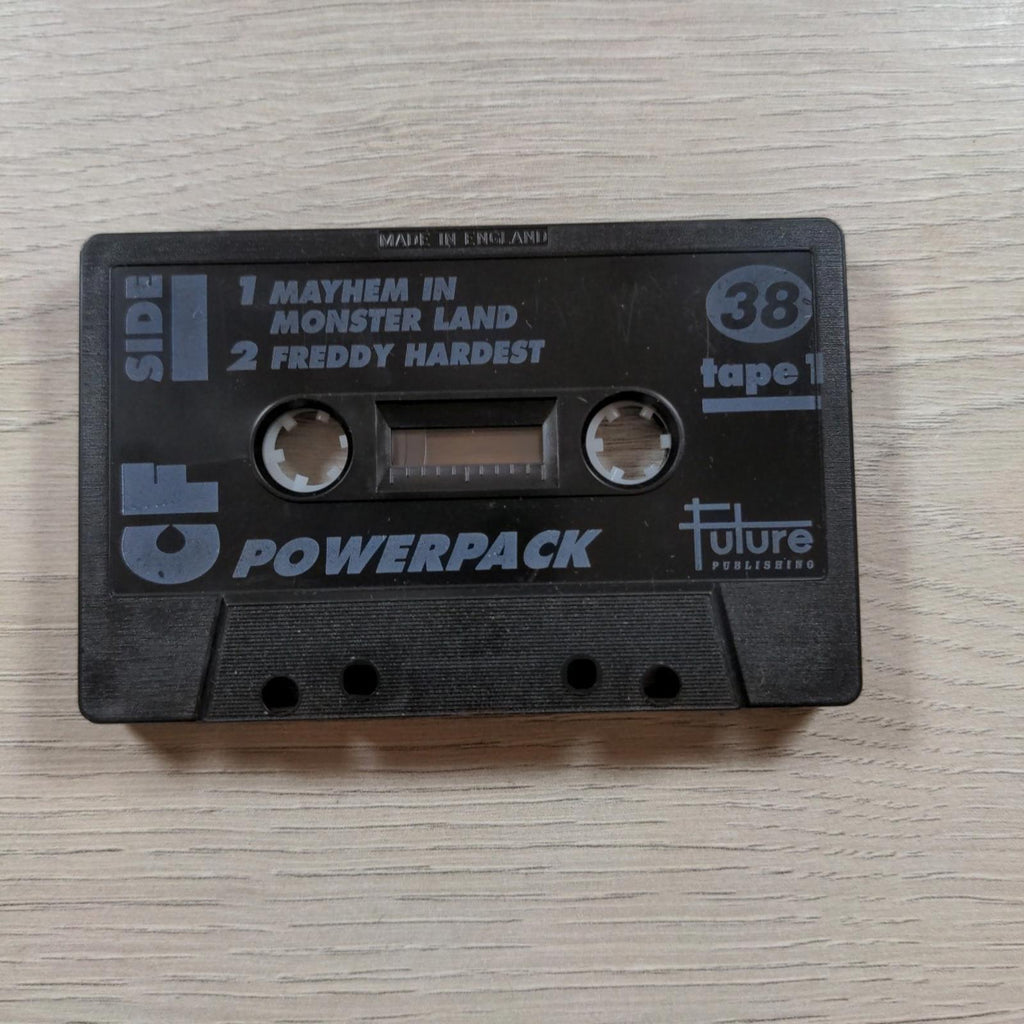 MADE IN ENGLAND
SIDE 1
1 MAYHEM IN
MONSTER LAND
2 FREDDY HARDEST
38
tape 1
CF
POWERPACK
Future
PUBLISHING